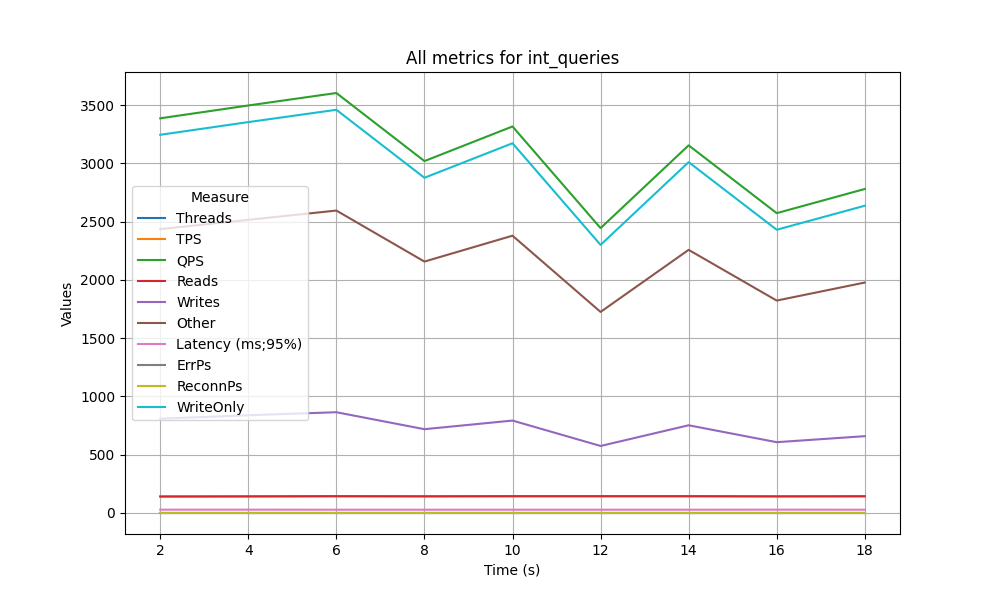 All metrics for int_queries
3500
3000
2500
2000
1500
1000
500
0
Values
Measure
Threads
TPS
QPS
Reads
Writes
Other
Latency (ms;95%)
ErrPs
ReconnPs
WriteOnly
2 4 6 8 10 12 14 16 18
Time (s)